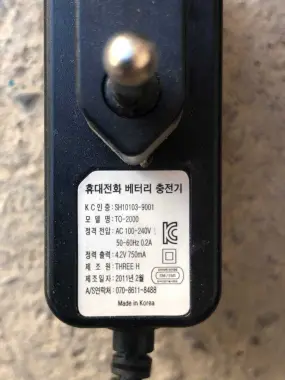 휴대전화 베터리 충전기
K C 인 증 : SH10103-9001
모 델 명 : TO-2000
정격 전압 : AC 100-240V
50-60Hz 0.2A
정력 출력 : 4.2V 750mA
제 조 원 : THREE H
제조일자 : 2011년 2월
A/S연락처 : 070-8611-8488
Made in Korea